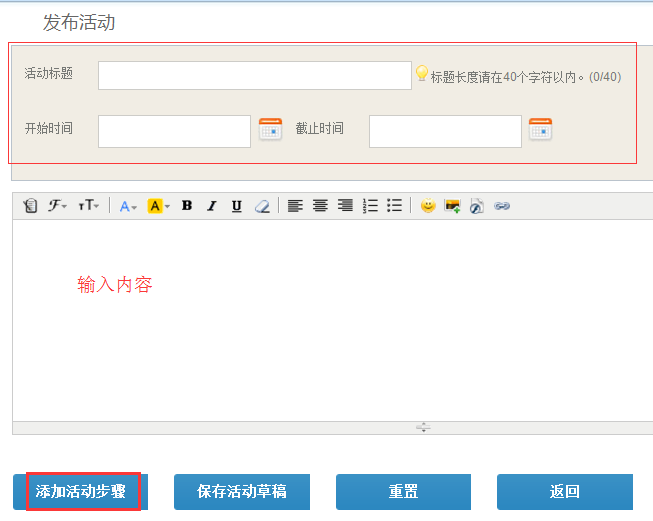 发布活动
活动标题 标题长度请在40个字符以内。(0/40)
开始时间 截止时间
输入内容
添加活动步骤 保存活动草稿 重置 返回